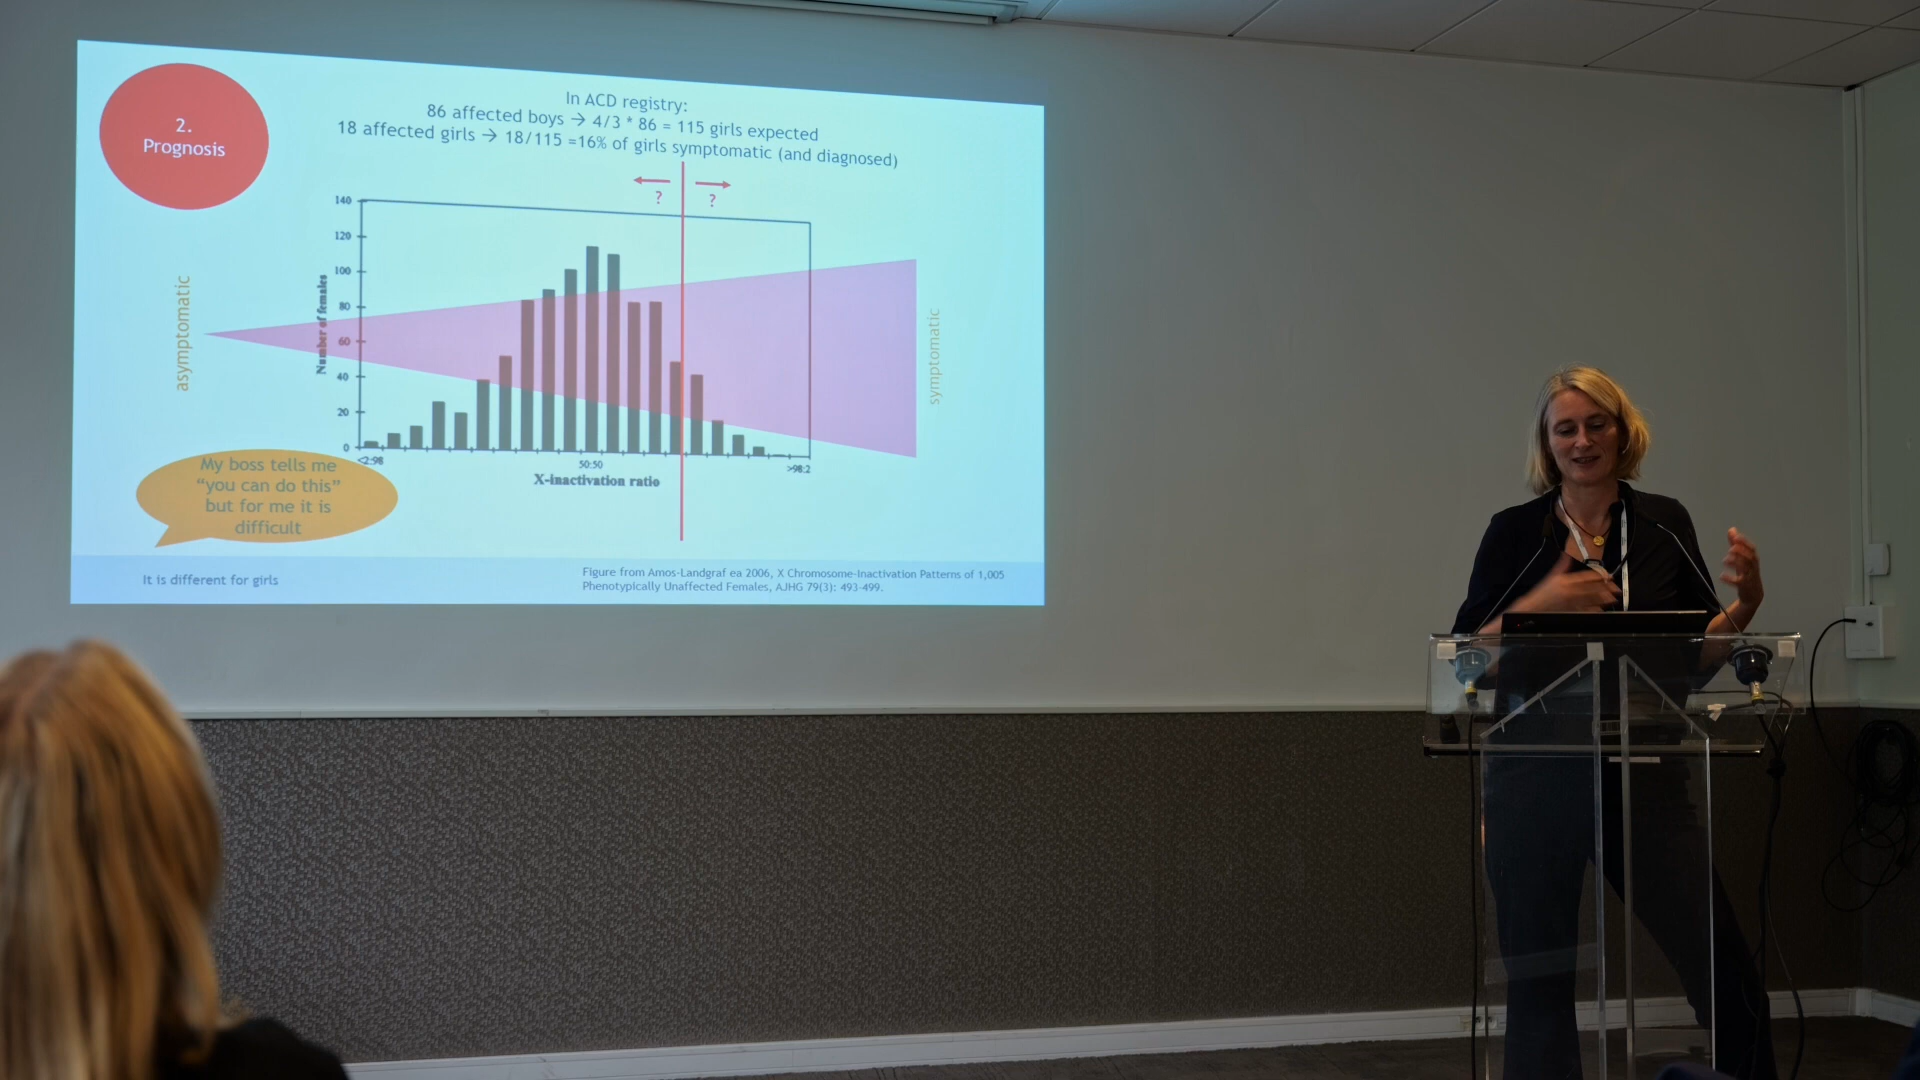 2.
Prognosis
In ACD registry:
86 affected boys → 4/3 * 86 = 115 girls expected
18 affected girls → 18/115 =16% of girls symptomatic (and diagnosed)
?
?
140
120
100
80
60
40
20
0
Number of females
asymptomatic
symptomatic
<2:98
50:50
>98:2
X-Inactivation ratio
My boss tells me
“you can do this”
but for me it is
difficult
It is different for girls
Figure from Amos-Landgraf ea 2006, X Chromosome-Inactivation Patterns of 1,005
Phenotypically Unaffected Females, AJHG 79(3): 493-499.